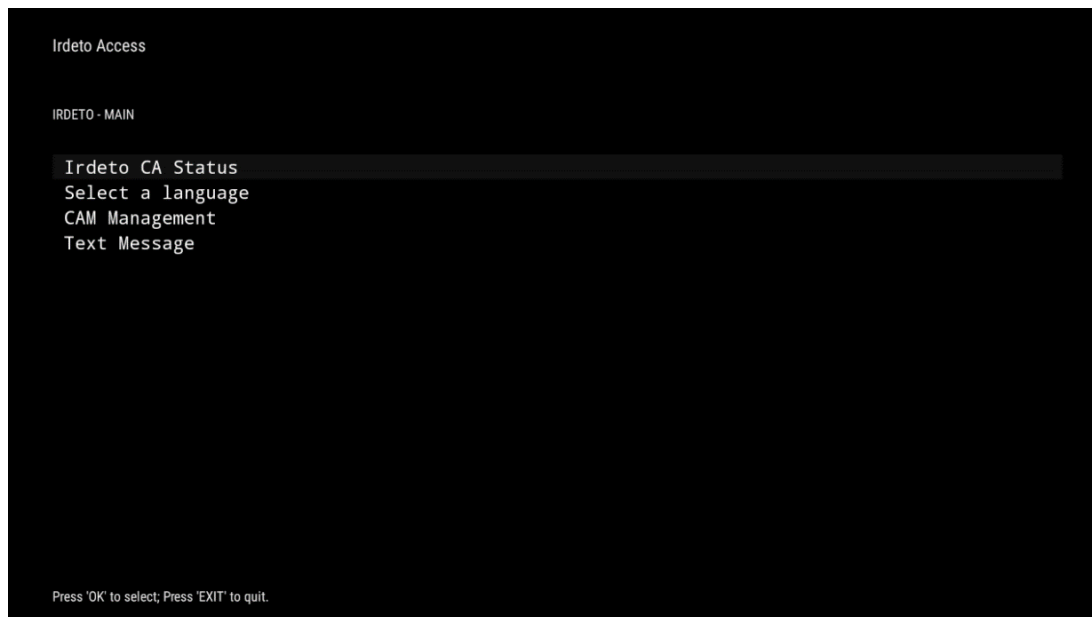 Irdeto Access
IRDETO - MAIN
Irdeto CA Status
Select a language
CAM Management
Text Message
Press 'OK' to select; Press 'EXIT' to quit.